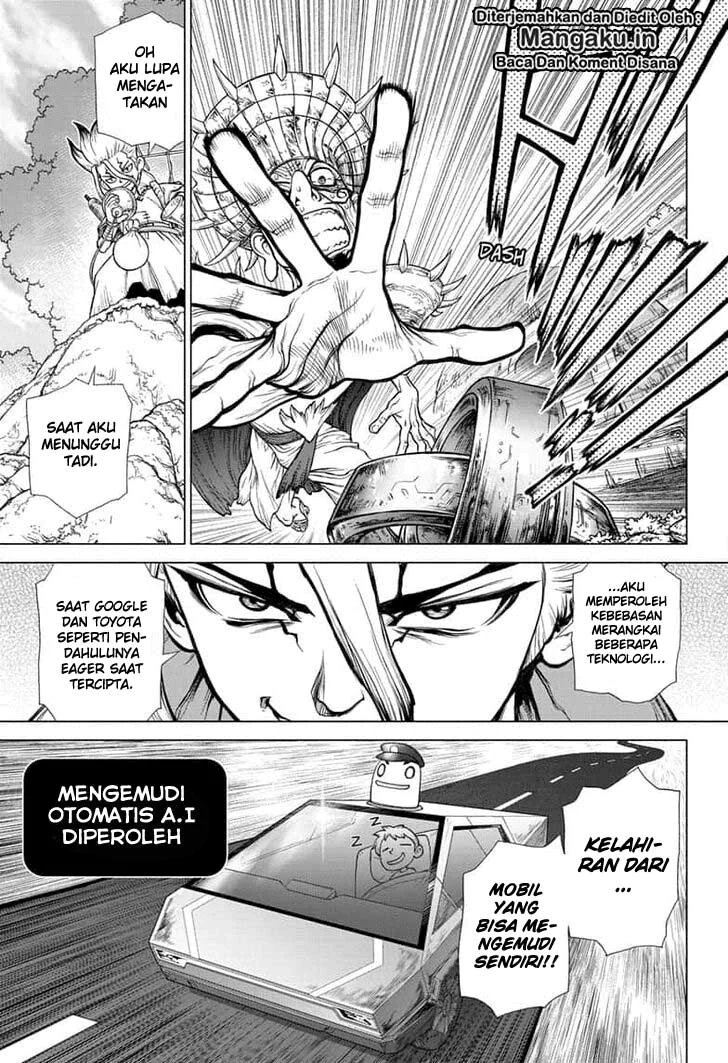 Diterjemahkan dan Diedit Oleh :
Mangaku.in
Baca Dan Koment Disana
DASH
OH
AKU LUPA
MENGA-
TAKAN
SAAT AKU
MENUNGGU
TADI.
...AKU
MEMPEROLEH
KEBEBASAN
MERANGKAI
BEBERAPA
TEKNOLOGI...
SAAT GOOGLE
DAN TOYOTA
SEPERTI PEN-
DAHULUNYA
EAGER SAAT
TERCIPTA.
MENGEMUDI
OTOMATIS A.I
DIPEROLEH
KELAHI-
RAN DARI
...
MOBIL
YANG
BISA ME-
NGEMUDI
SENDIRI!!
Z
Z
Z